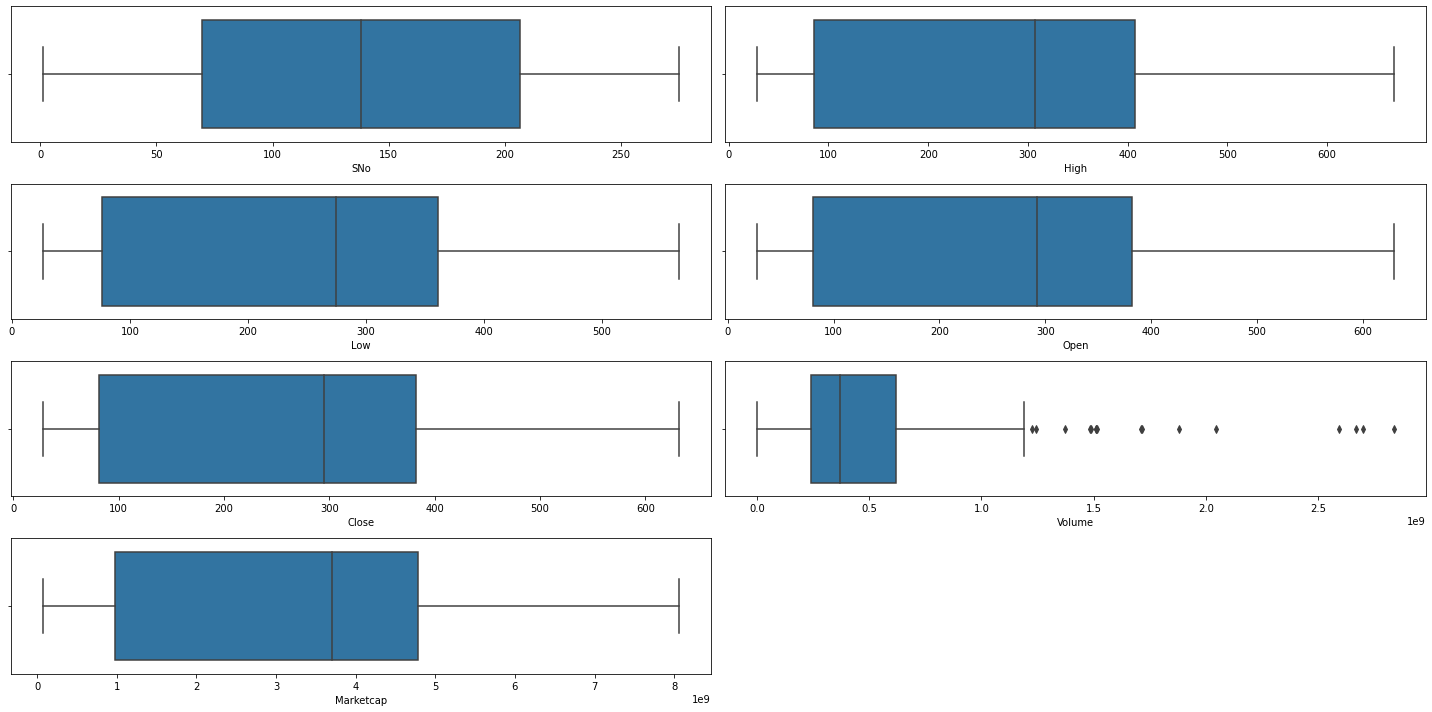 0 50 100 150 200 250
SNo
0 100 200 300 400 500 600
High
0 100 200 300 400 500
Low
0 100 200 300 400 500 600
Open
0 100 200 300 400 500 600
Close
0.0 0.5 1.0 1.5 2.0 2.5
Volume 1e9
0 1 2 3 4 5 6 7 8
Marketcap 1e9